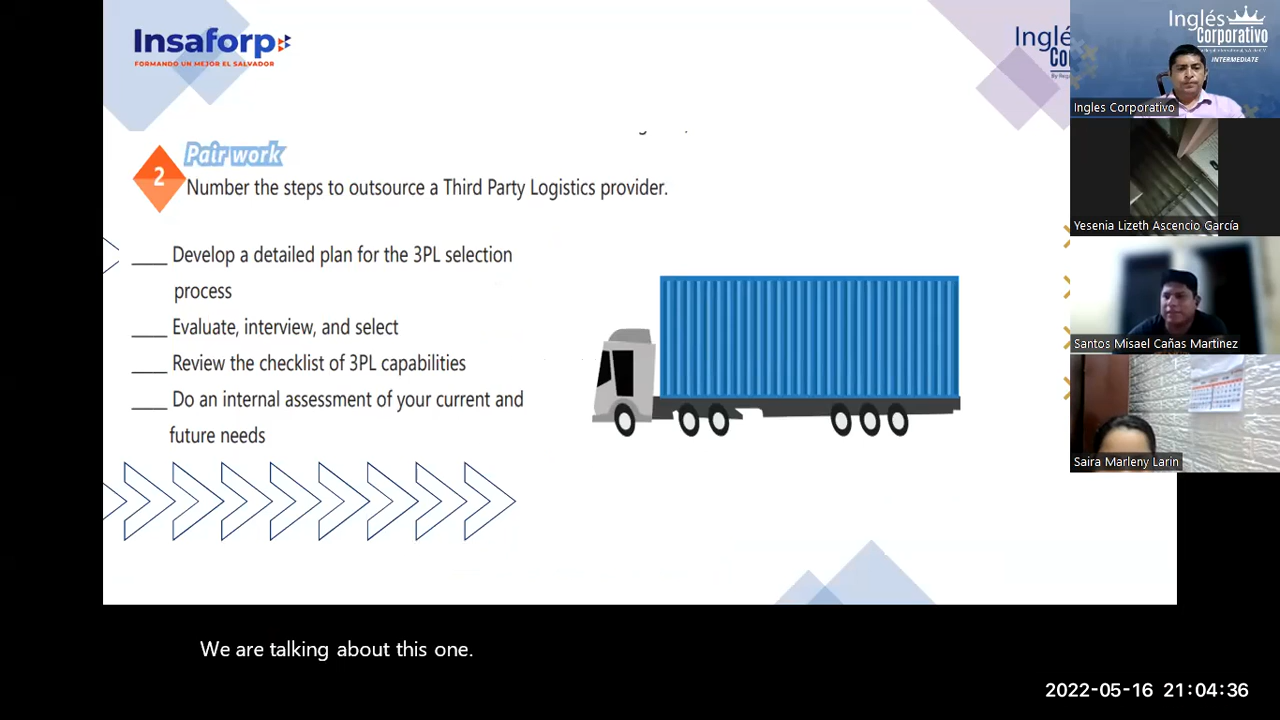 Insaforp
FORMANDO UN MEJOR EL SALVADOR
Inglé
Co
Pair work
2
Number the steps to outsource a Third Party Logistics provider.
____ Develop a detailed plan for the 3PL selection
process
____ Evaluate, interview, and select
____ Review the checklist of 3PL capabilities
____ Do an internal assessment of your current and
future needs
Inglés
Corporativo
INTERMEDIATE
Ingles Corporativo
Yesenia Lizeth Ascencio García
Santos Misael Cañas Martínez
Saira Marleny Larin
We are talking about this one.
2022-05-16 21:04:36